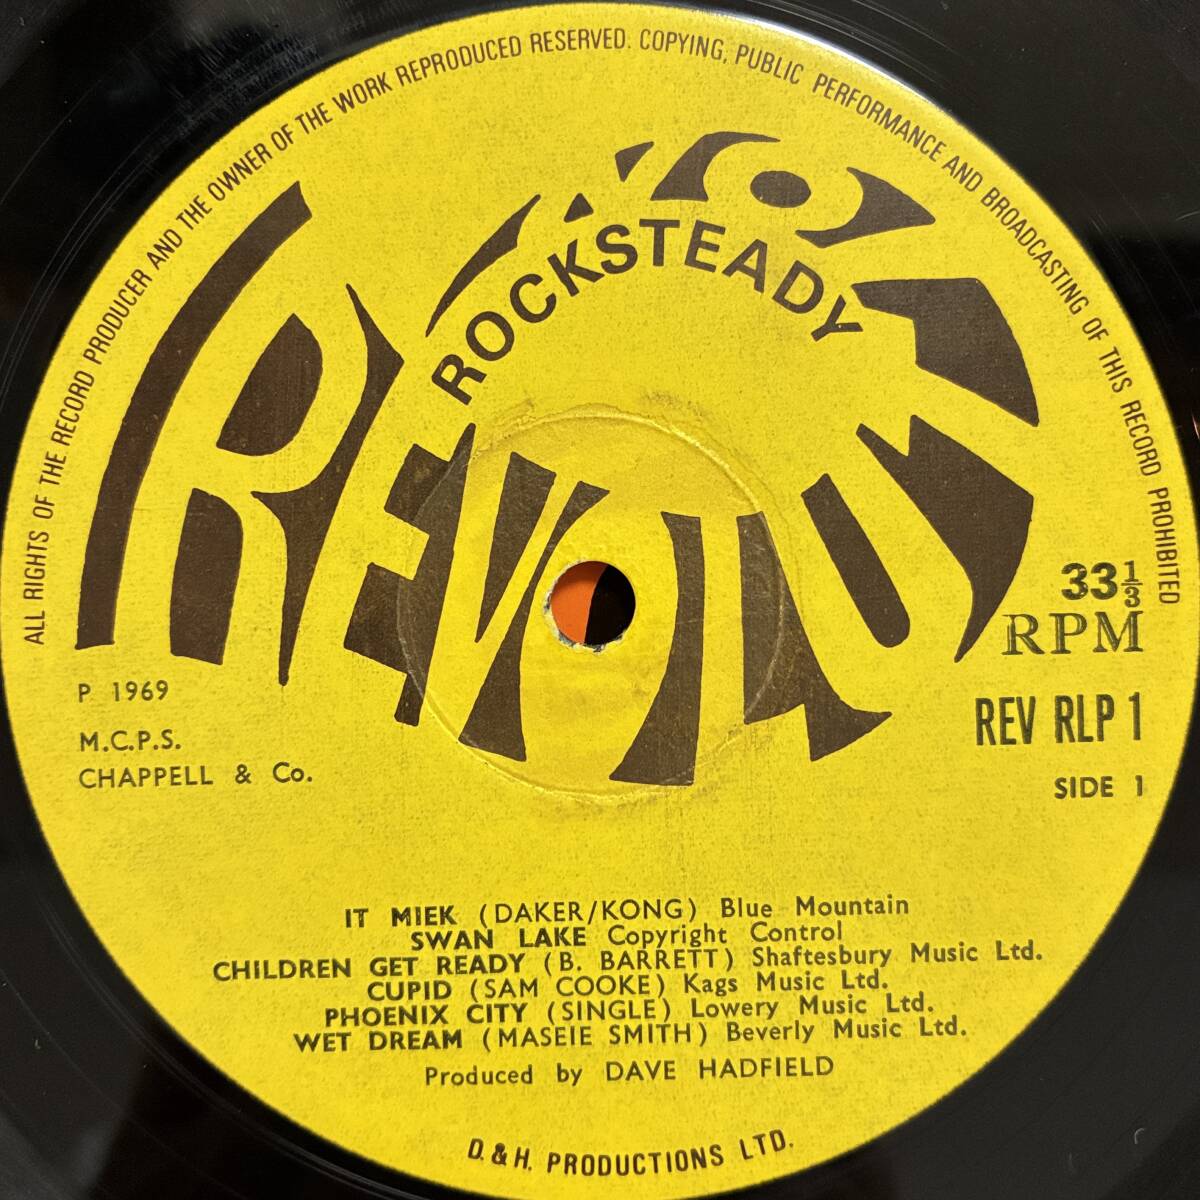 ALL RIGHTS OF THE RECORD PRODUCER AND THE OWNER OF THE WORK REPRODUCED RESERVED. COPYING, PUBLIC PERFORMANCE AND BROADCASTING OF THIS RECORD PROHIBITED
REVOLUTION
ROCKSTEADY
33⅓
RPM
REV RLP 1
SIDE 1
P 1969
M.C.P.S.
CHAPPELL & Co.
IT MIEK (DAKER/KONG) Blue Mountain
SWAN LAKE Copyright Control
CHILDREN GET READY (B. BARRETT) Shaftesbury Music Ltd.
CUPID (SAM COOKE) Kags Music Ltd.
PHOENIX CITY (SINGLE) Lowery Music Ltd.
WET DREAM (MASEIE SMITH) Beverly Music Ltd.
Produced by DAVE HADFIELD
D. & H. PRODUCTIONS LTD.